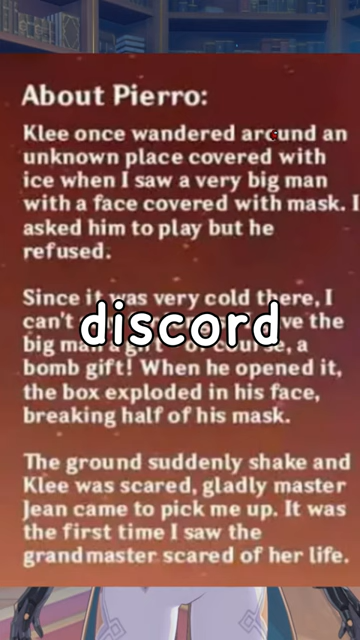 About Pierro:
Klee once wandered around an
unknown place covered with
ice when I saw a very big man
with a face covered with mask. I
asked him to play but he
refused.
Since it was very cold there, I
can't ve the
discord
big man a gift of course, a
bomb gift! When he opened it,
the box exploded in his face,
breaking half of his mask.
The ground suddenly shake and
Klee was scared, gladly master
Jean came to pick me up. It was
the first time I saw the
grandmaster scared of her life.